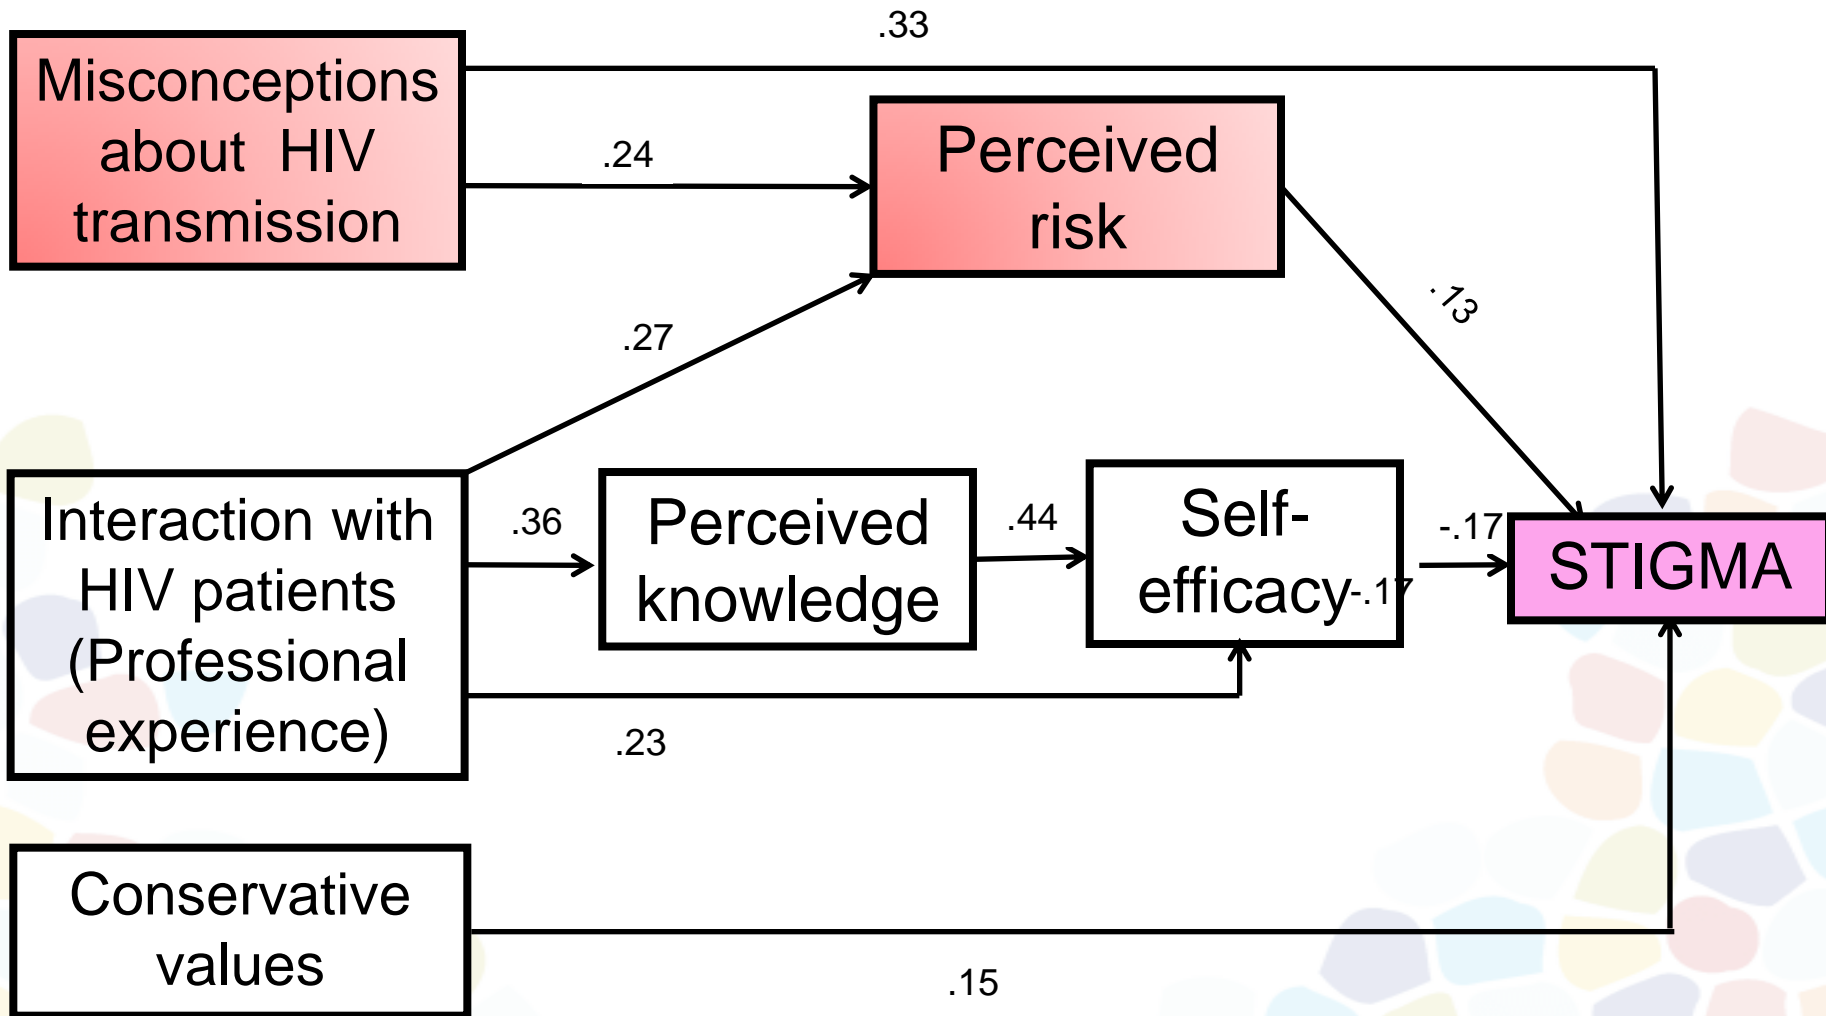 .33
Misconceptions
about HIV
transmission
.24
Perceived
risk
.13
.27
Interaction with
HIV patients
(Professional
experience)
.36
Perceived
knowledge
.44
Self-
efficacy
-.17
-.17
STIGMA
.23
Conservative
values
.15